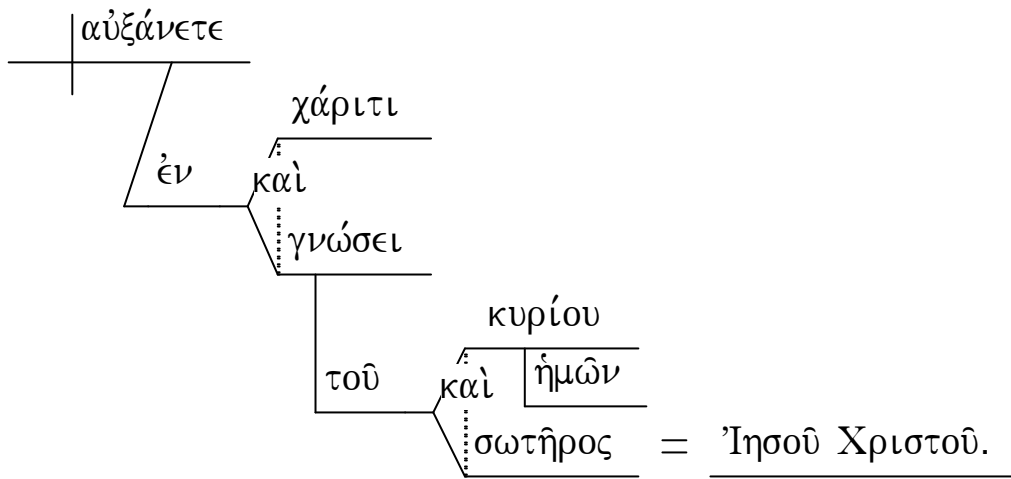 αὐξάνετε
χάριτι
ἐν
καὶ
γνώσει
κυρίου
τοῦ
καὶ
ἡμῶν
σωτῆρος = Ἰησοῦ Χριστοῦ.